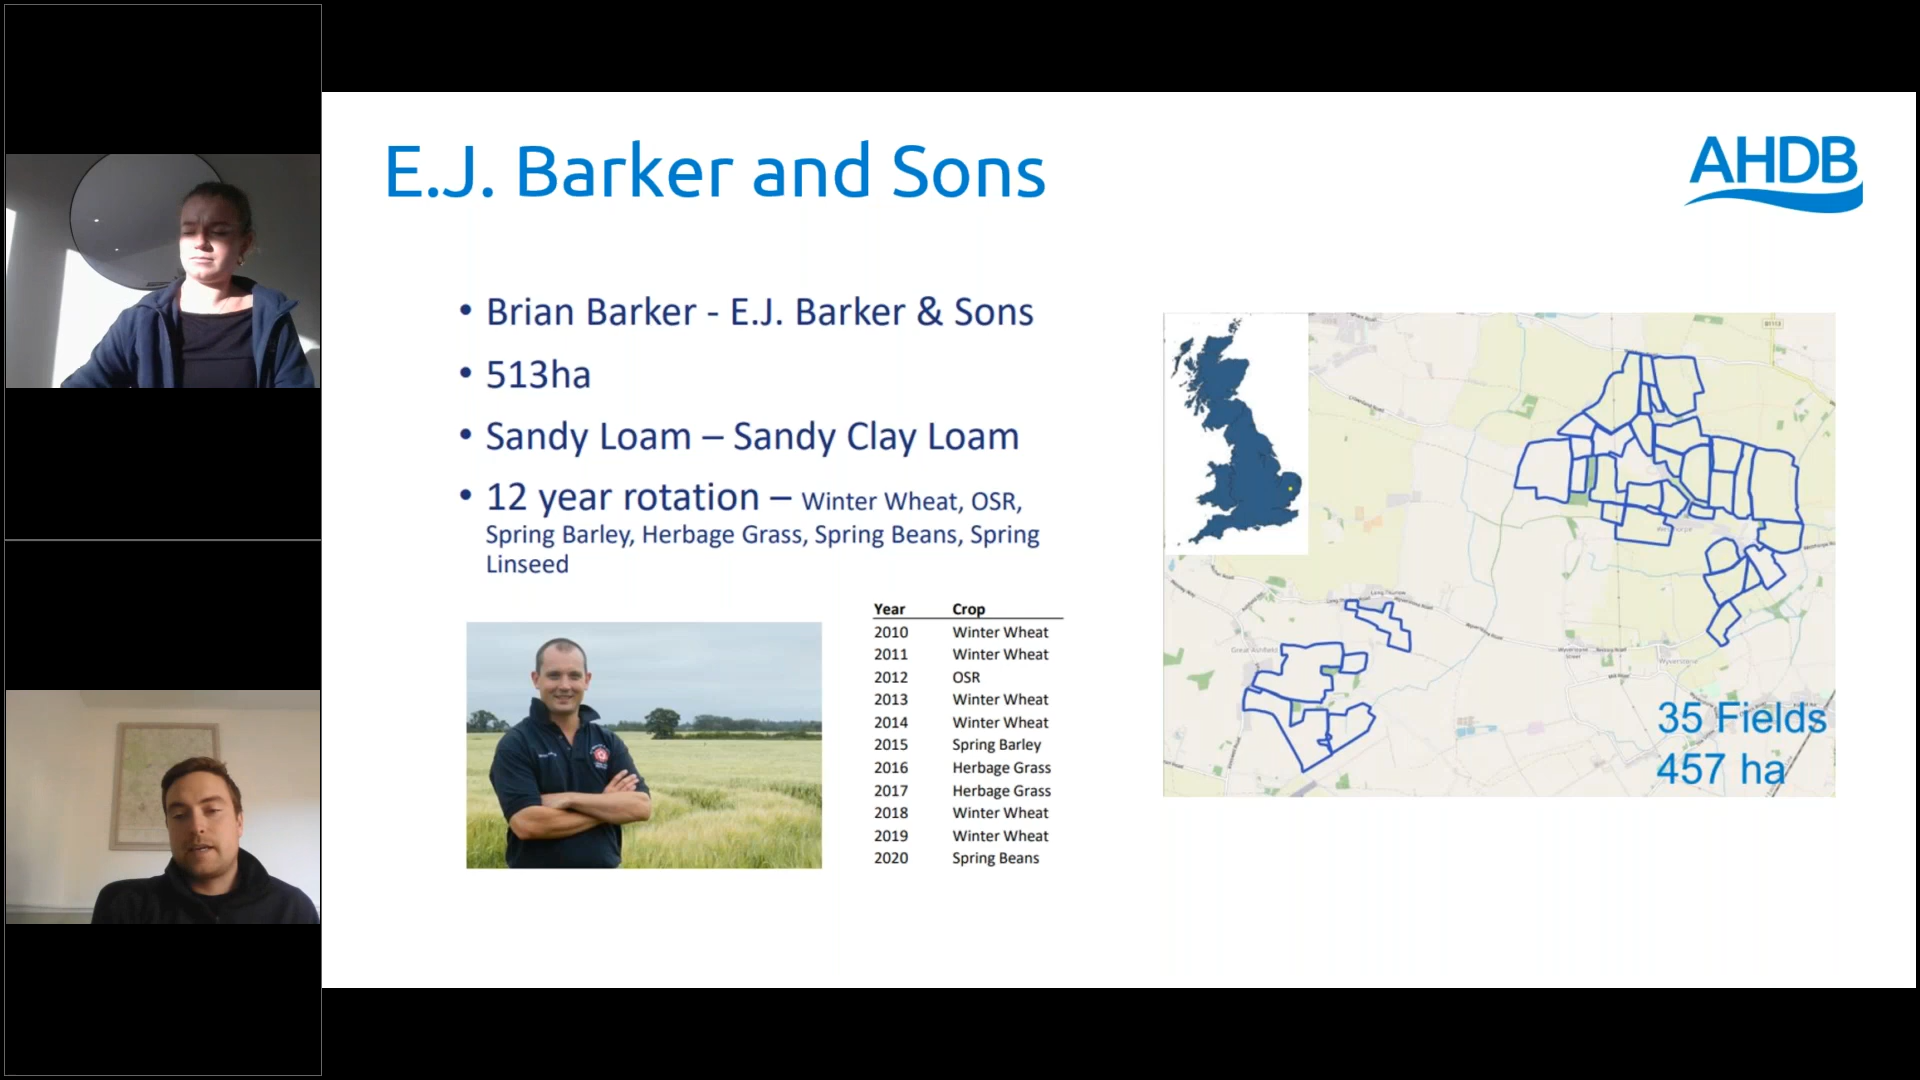 E.J. Barker and Sons
AHDB
• Brian Barker - E.J. Barker & Sons
• 513ha
• Sandy Loam – Sandy Clay Loam
• 12 year rotation – Winter Wheat, OSR,
Spring Barley, Herbage Grass, Spring Beans, Spring
Linseed
Year Crop
2010 Winter Wheat
2011 Winter Wheat
2012 OSR
2013 Winter Wheat
2014 Winter Wheat
2015 Spring Barley
2016 Herbage Grass
2017 Herbage Grass
2018 Winter Wheat
2019 Winter Wheat
2020 Spring Beans
Great Ashfield
Wyverstone
35 Fields
457 ha